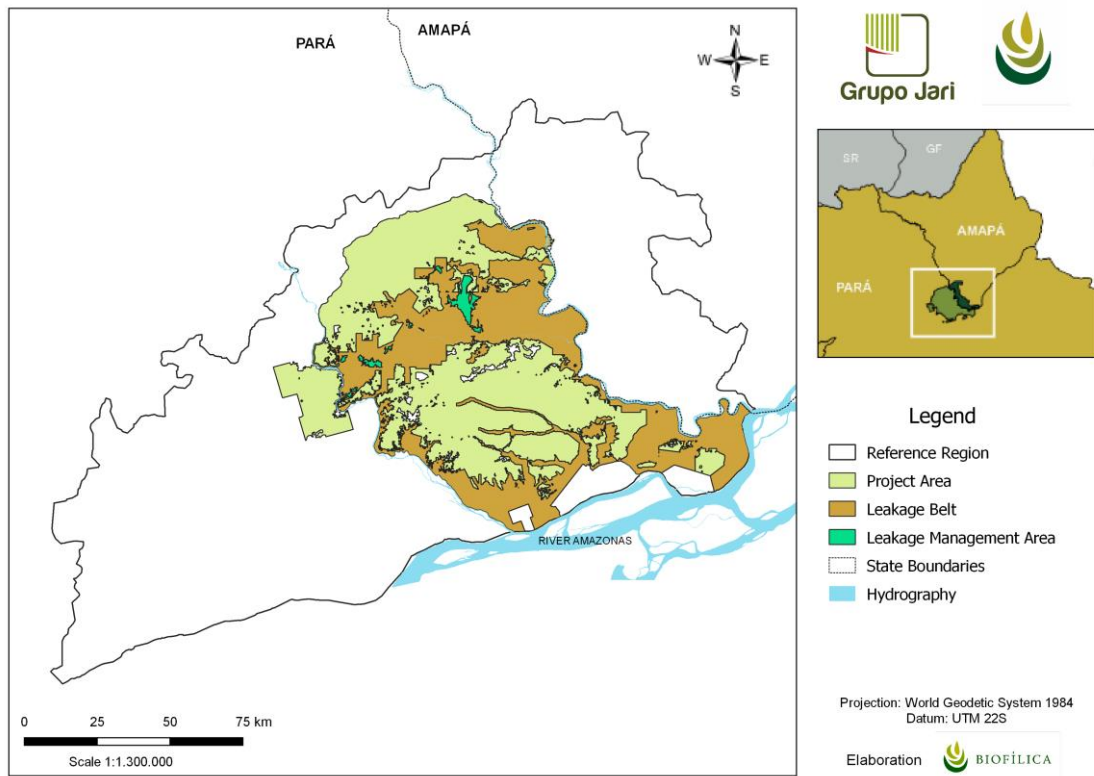 PARÁ
AMAPÁ
N
W E
S
RIVER AMAZONAS
0 25 50 75 km
Scale 1:1.300.000
Grupo Jari
SR
GF
AMAPÁ
PARÁ
Legend
Reference Region
Project Area
Leakage Belt
Leakage Management Area
State Boundaries
Hydrography
Projection: World Geodetic System 1984
Datum: UTM 22S
Elaboration
BIOFÍLICA